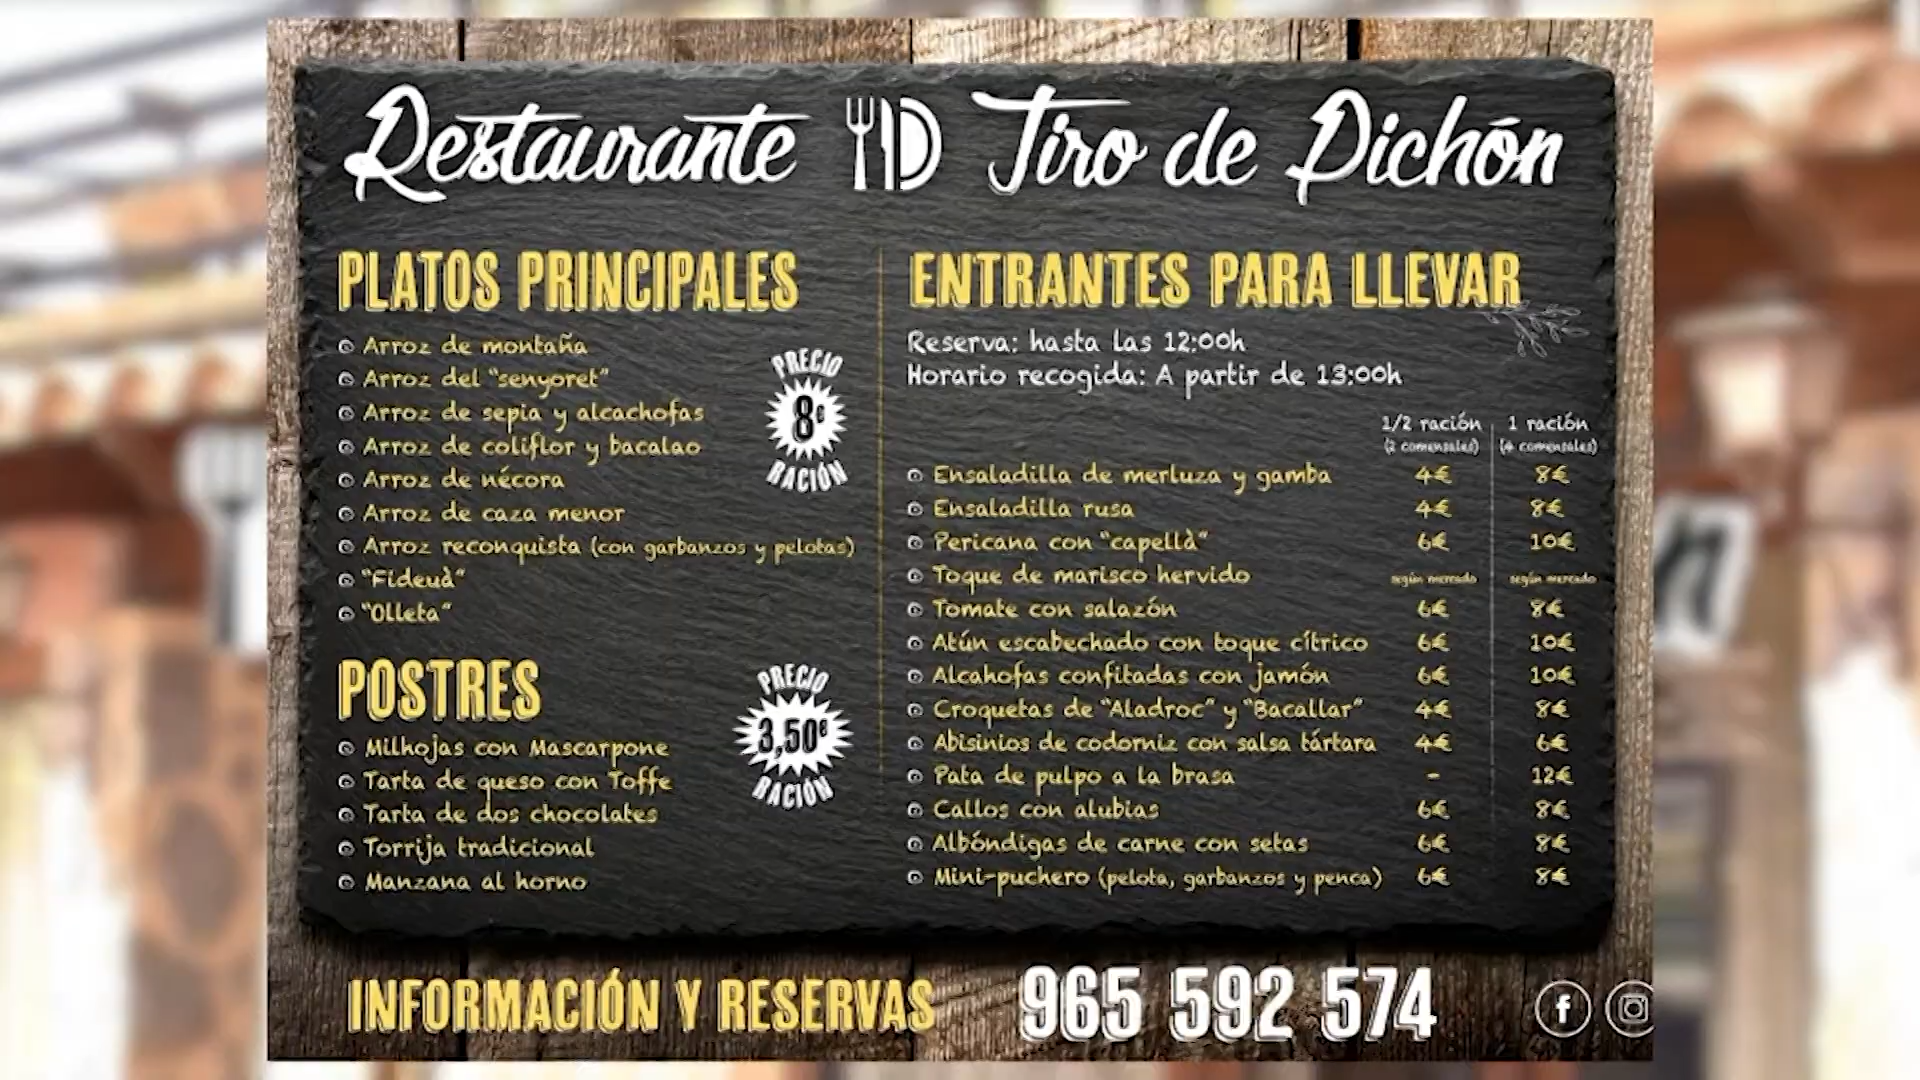 Restaurante Tiro de Pichón
PLATOS PRINCIPALES
Arroz de montaña
Arroz del "senyoret"
Arroz de sepia y alcachofas
Arroz de coliflor y bacalao
Arroz de nécora
Arroz de caza menor
Arroz reconquista (con garbanzos y pelotas)
"Fideuà"
"Olleta"
PRECIO
8€
RACIÓN
POSTRES
Milhojas con Mascarpone
Tarta de queso con Toffe
Tarta de dos chocolates
Torrija tradicional
Manzana al horno
PRECIO
3,50€
RACIÓN
ENTRANTES PARA LLEVAR
Reserva: hasta las 12:00h
Horario recogida: A partir de 13:00h
1/2 ración 1 ración
(2 comensales) (4 comensales)
Ensaladilla de merluza y gamba 4€ 8€
Ensaladilla rusa 4€ 8€
Pericana con "capellà" 6€ 10€
Toque de marisco hervido según mercado según mercado
Tomate con salazón 6€ 8€
Atún escabechado con toque cítrico 6€ 10€
Alcahofas confitadas con jamón 6€ 10€
Croquetas de "Aladroc" y "Bacallar" 4€ 8€
Abisinios de codorniz con salsa tártara 4€ 6€
Pata de pulpo a la brasa - 12€
Callos con alubias 6€ 8€
Albóndigas de carne con setas 6€ 8€
Mini-puchero (pelota, garbanzos y penca) 6€ 8€
INFORMACIÓN Y RESERVAS 965 592 574